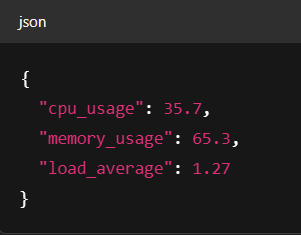 json
{
"cpu_usage": 35.7,
"memory_usage": 65.3,
"load_average": 1.27
}